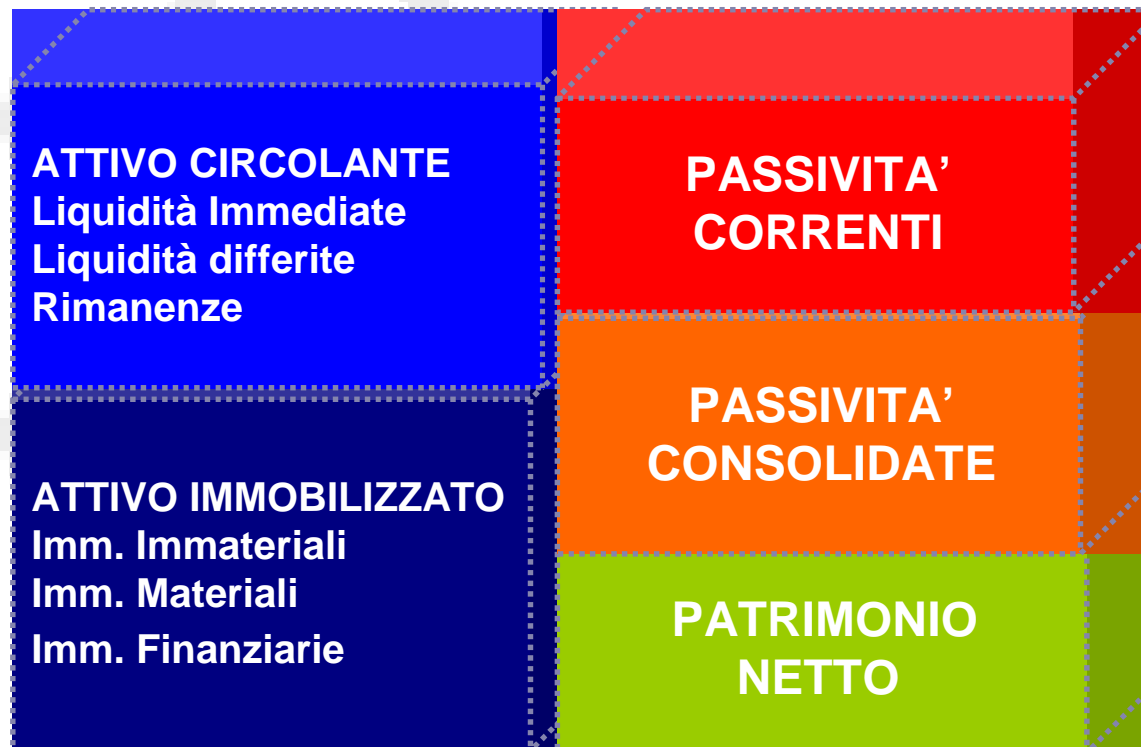 ATTIVO CIRCOLANTE
Liquidità Immediate
Liquidità differite
Rimanenze
ATTIVO IMMOBILIZZATO
Imm. Immateriali
Imm. Materiali
Imm. Finanziarie
PASSIVITA’
CORRENTI
PASSIVITA’
CONSOLIDATE
PATRIMONIO
NETTO